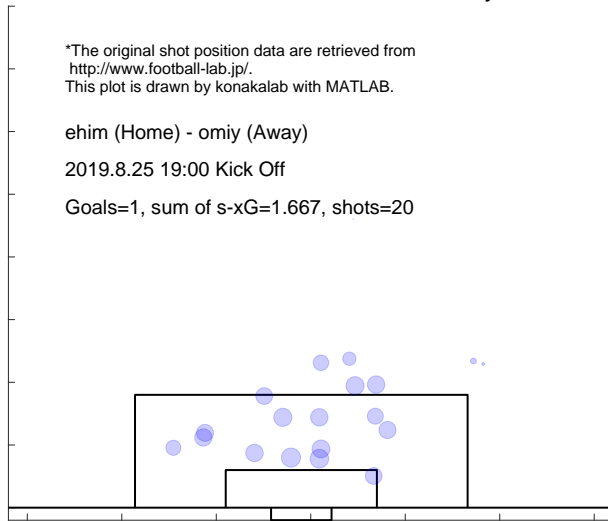 *The original shot position data are retrieved from
http://www.football-lab.jp/.
This plot is drawn by konakalab with MATLAB.
ehim (Home) - omiy (Away)
2019.8.25 19:00 Kick Off
Goals=1, sum of s-xG=1.667, shots=20